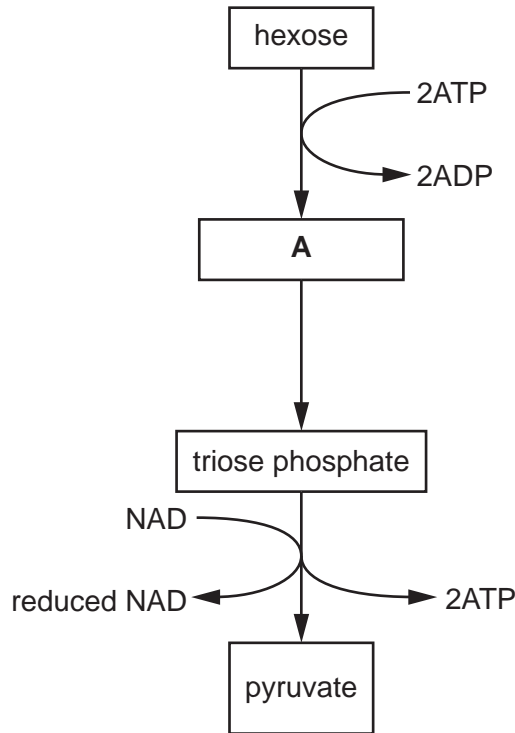 hexose
2ATP
2ADP
A
triose phosphate
NAD
reduced NAD
2ATP
pyruvate